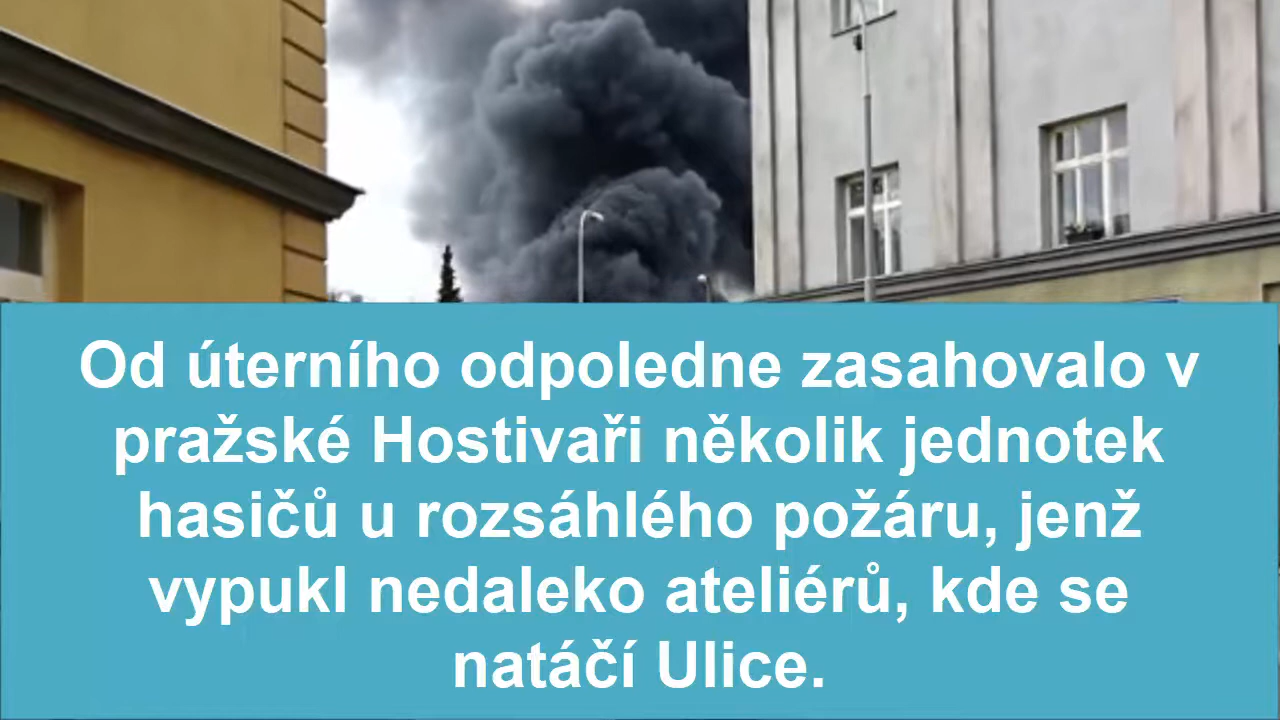 Od úterního odpoledne zasahovalo v
pražské Hostivaři několik jednotek
hasičů u rozsáhlého požáru, jenž
vypukl nedaleko ateliérů, kde se
natáčí Ulice.